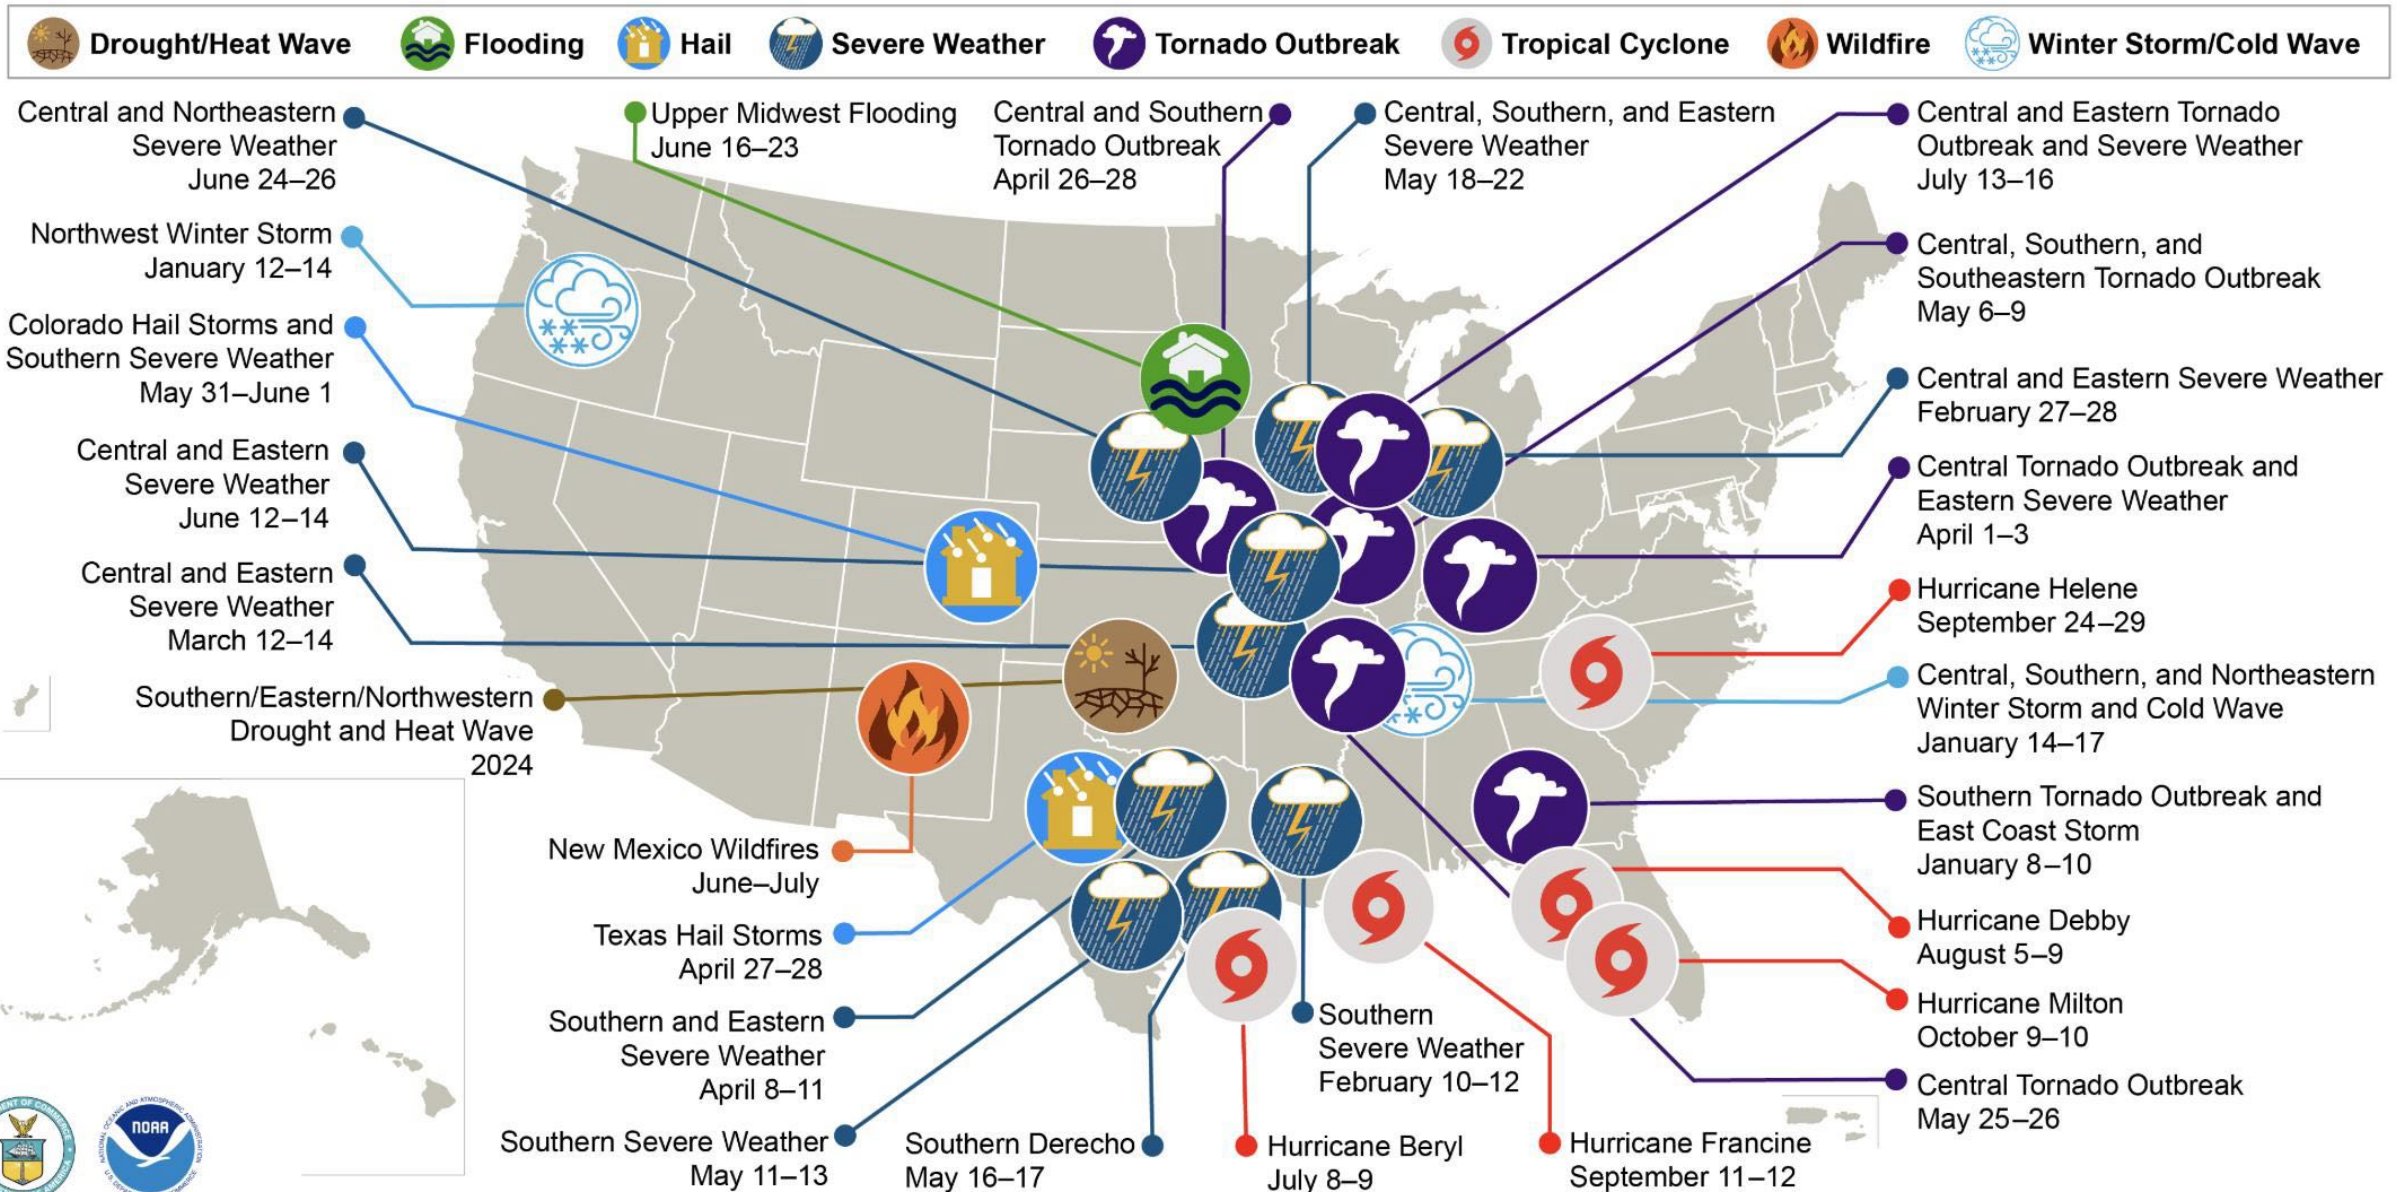 Drought/Heat Wave
Flooding
Hail
Severe Weather
Tornado Outbreak
Tropical Cyclone
Wildfire
Winter Storm/Cold Wave
Central and Northeastern
Severe Weather
June 24–26
Northwest Winter Storm
January 12–14
Colorado Hail Storms and
Southern Severe Weather
May 31–June 1
Central and Eastern
Severe Weather
June 12–14
Central and Eastern
Severe Weather
March 12–14
Southern/Eastern/Northwestern
Drought and Heat Wave
2024
New Mexico Wildfires
June–July
Texas Hail Storms
April 27–28
Southern and Eastern
Severe Weather
April 8–11
Southern Severe Weather
May 11–13
Southern Derecho
May 16–17
Hurricane Beryl
July 8–9
Southern
Severe Weather
February 10–12
Hurricane Francine
September 11–12
Upper Midwest Flooding
June 16–23
Central and Southern
Tornado Outbreak
April 26–28
Central, Southern, and Eastern
Severe Weather
May 18–22
Central and Eastern Tornado
Outbreak and Severe Weather
July 13–16
Central, Southern, and
Southeastern Tornado Outbreak
May 6–9
Central and Eastern Severe Weather
February 27–28
Central Tornado Outbreak and
Eastern Severe Weather
April 1–3
Hurricane Helene
September 24–29
Central, Southern, and Northeastern
Winter Storm and Cold Wave
January 14–17
Southern Tornado Outbreak and
East Coast Storm
January 8–10
Hurricane Debby
August 5–9
Hurricane Milton
October 9–10
Central Tornado Outbreak
May 25–26
NOAA